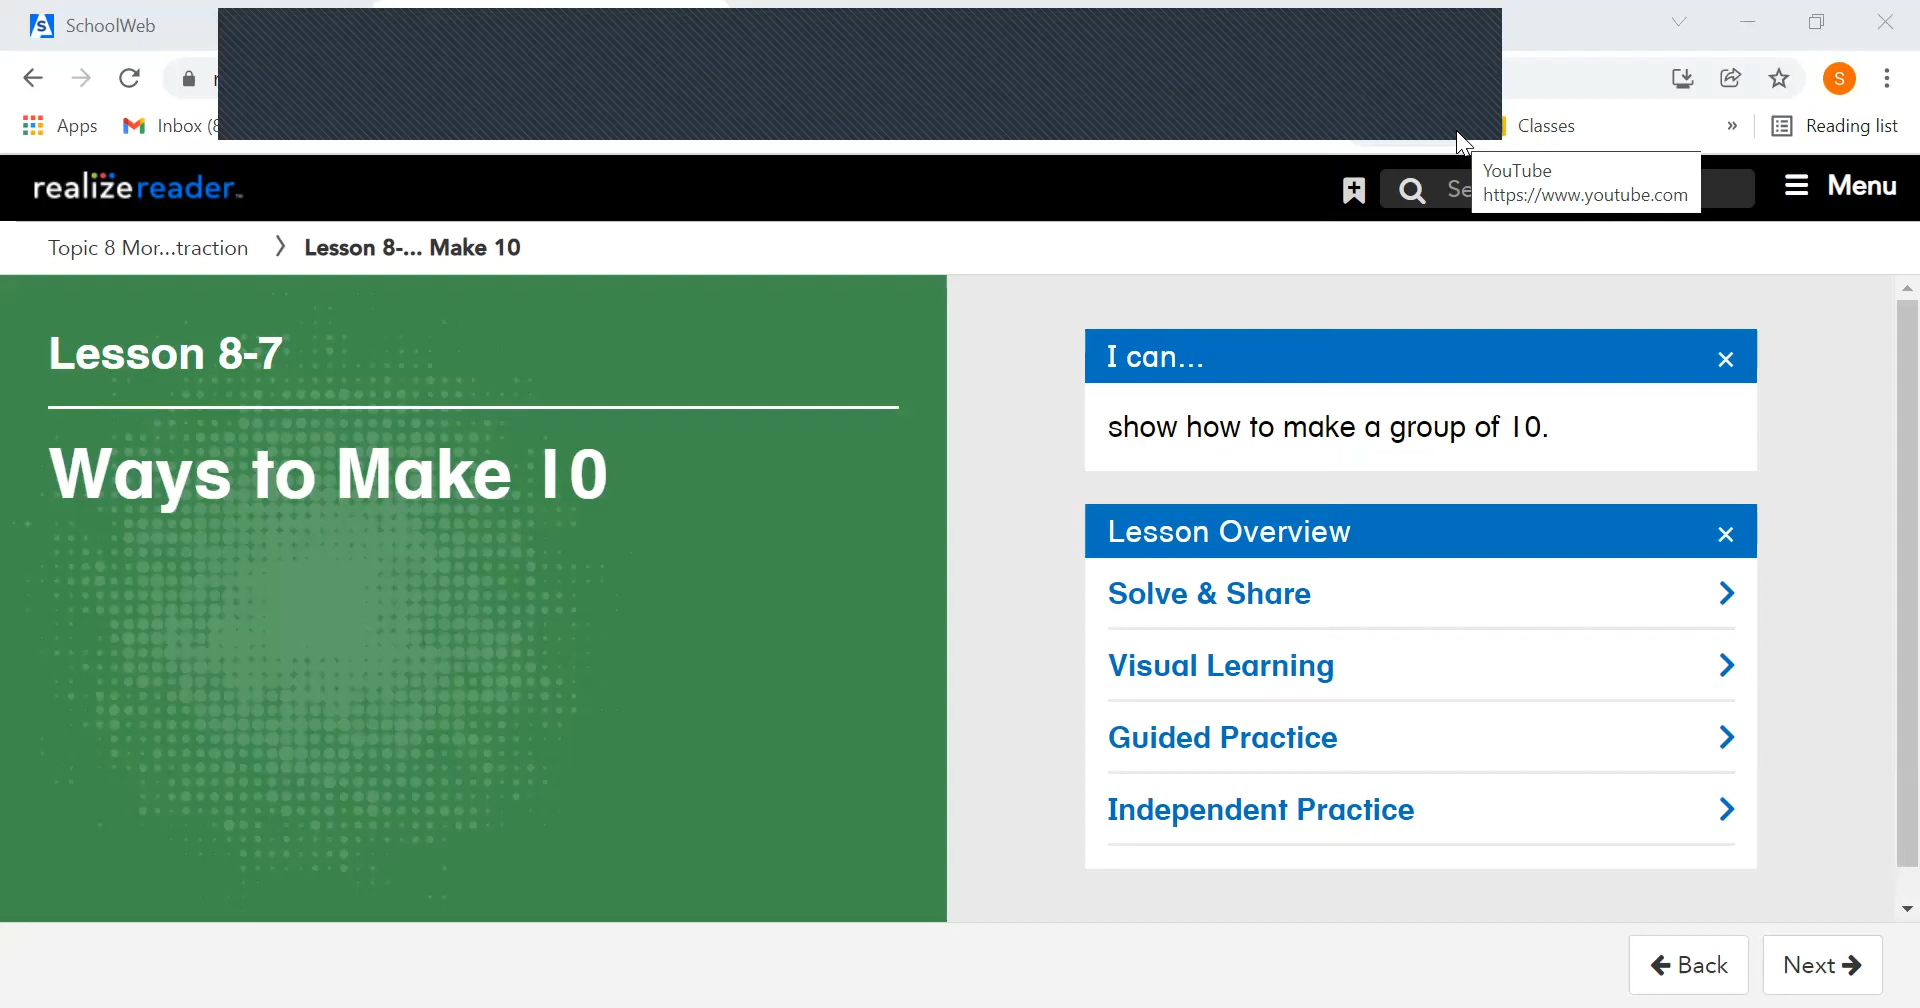 SchoolWeb
Apps
Inbox (8
Classes
»
Reading list
S
realizereader™
YouTube
https://www.youtube.com
Menu
Topic 8 Mor...traction > Lesson 8-... Make 10
Lesson 8-7
Ways to Make 10
I can...
show how to make a group of 10.
Lesson Overview
Solve & Share
Visual Learning
Guided Practice
Independent Practice
Back
Next